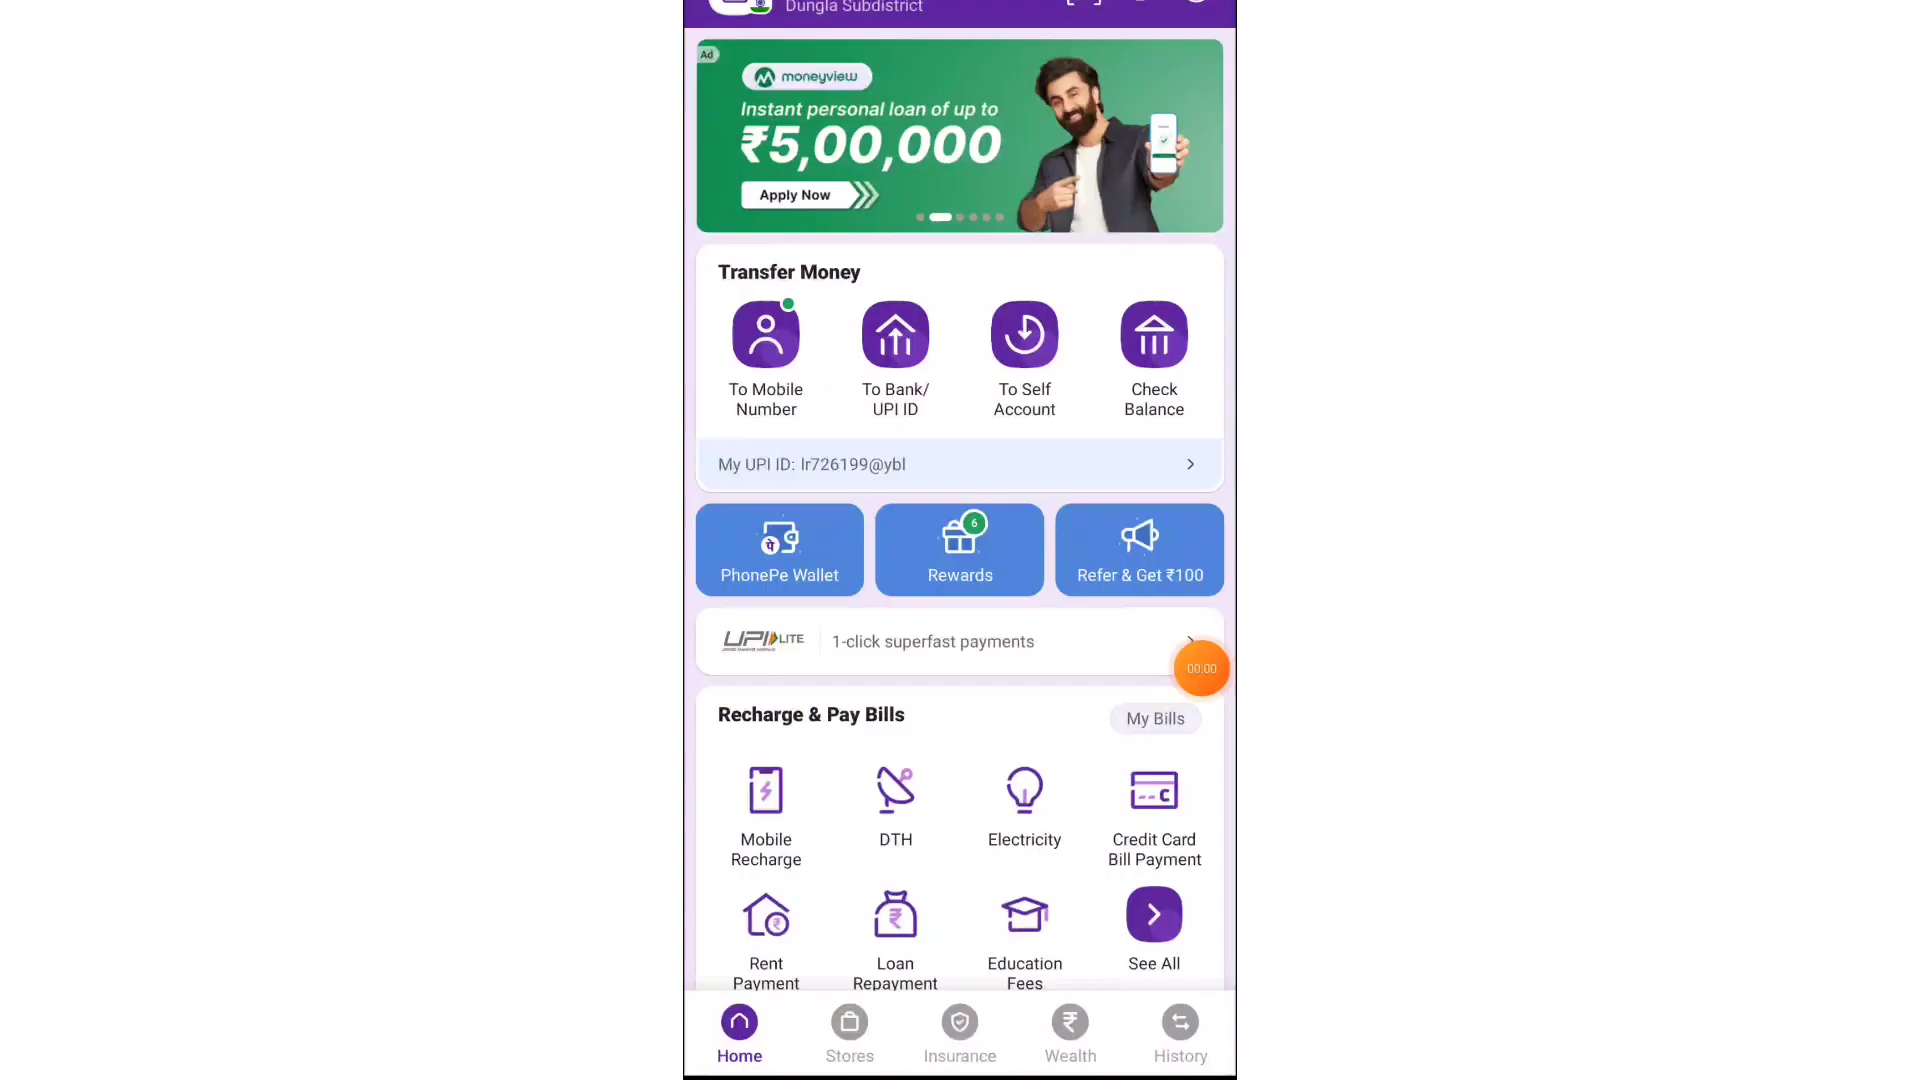 Dungla Subdistrict
Ad
moneyview
Instant personal loan of up to
₹5,00,000
Apply Now
Transfer Money
To Mobile Number
To Bank/ UPI ID
To Self Account
Check Balance
My UPI ID: lr726199@ybl
पे
6
PhonePe Wallet
Rewards
Refer & Get ₹100
UPI LITE
1-click superfast payments
00:00
Recharge & Pay Bills
My Bills
Mobile Recharge
DTH
Electricity
Credit Card Bill Payment
Rent Payment
Loan Repayment
Education Fees
See All
Home
Stores
Insurance
Wealth
History